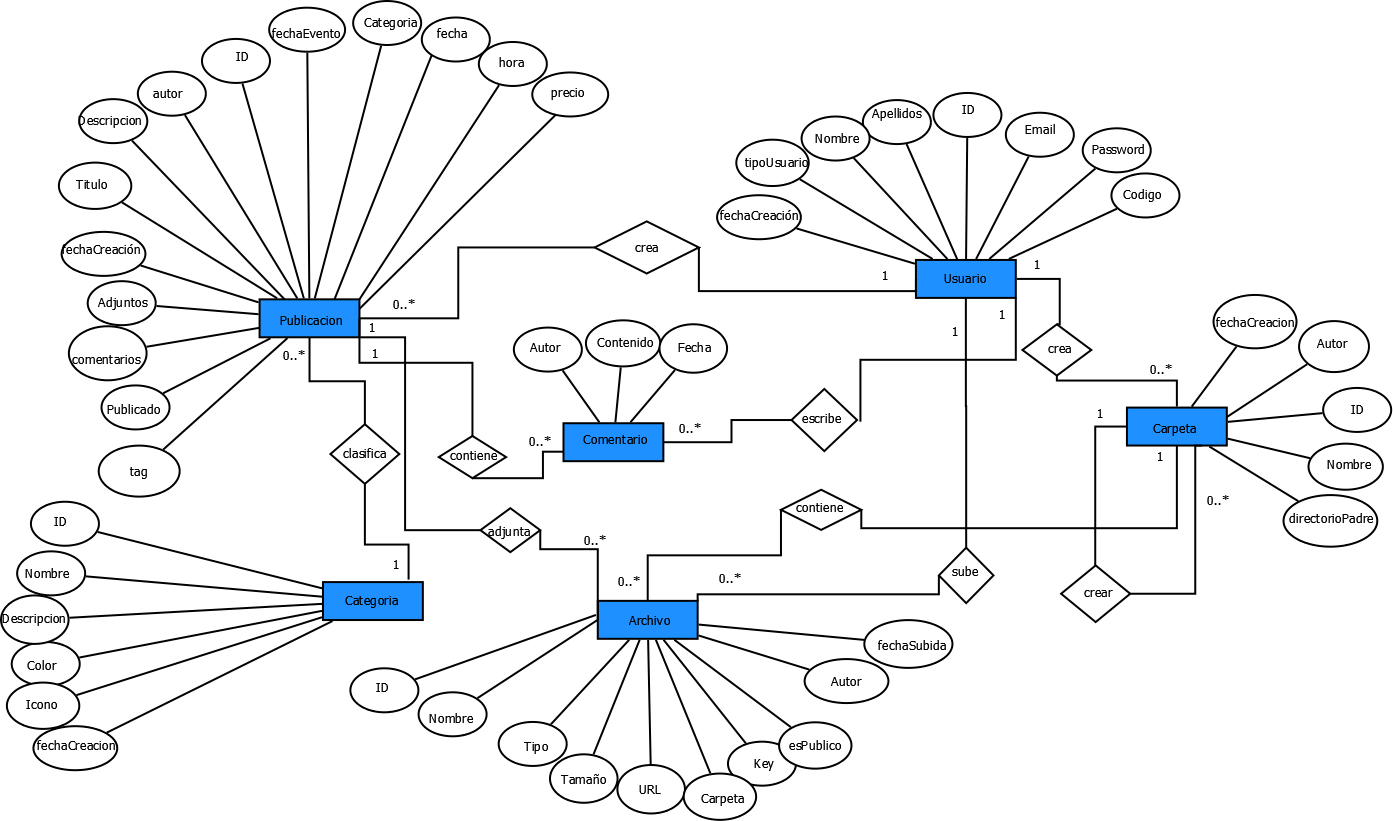 Categoria
fechaEvento
fecha
ID
hora
autor
precio
Descripcion
Titulo
fechaCreación
Adjuntos
comentarios
Publicado
tag
Publicacion
0..*
1
1
0..*
crea
1
Apellidos
ID
Email
Nombre
Password
tipoUsuario
Codigo
fechaCreación
Usuario
1
1
1
crea
0..*
fechaCreacion
Autor
ID
Nombre
directorioPadre
Carpeta
1
1
0..*
crear
Autor
Contenido
Fecha
Comentario
0..*
0..*
escribe
clasifica
contiene
1
adjunta
0..*
contiene
0..*
0..*
sube
ID
Nombre
Descripcion
Color
Icono
fechaCreacion
Categoria
Archivo
ID
Nombre
Tipo
Tamaño
URL
Carpeta
Key
esPublico
Autor
fechaSubida